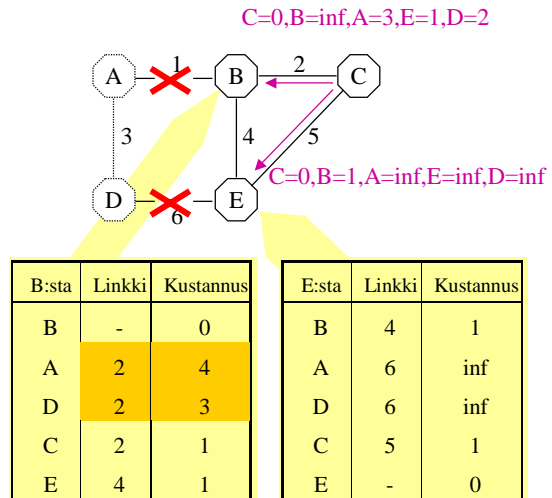 C=0,B=inf,A=3,E=1,D=2
A 1 B 2 C
3 4 5
C=0,B=1,A=inf,E=inf,D=inf
D 6 E
B:sta Linkki Kustannus
B - 0
A 2 4
D 2 3
C 2 1
E 4 1
E:sta Linkki Kustannus
B 4 1
A 6 inf
D 6 inf
C 5 1
E - 0